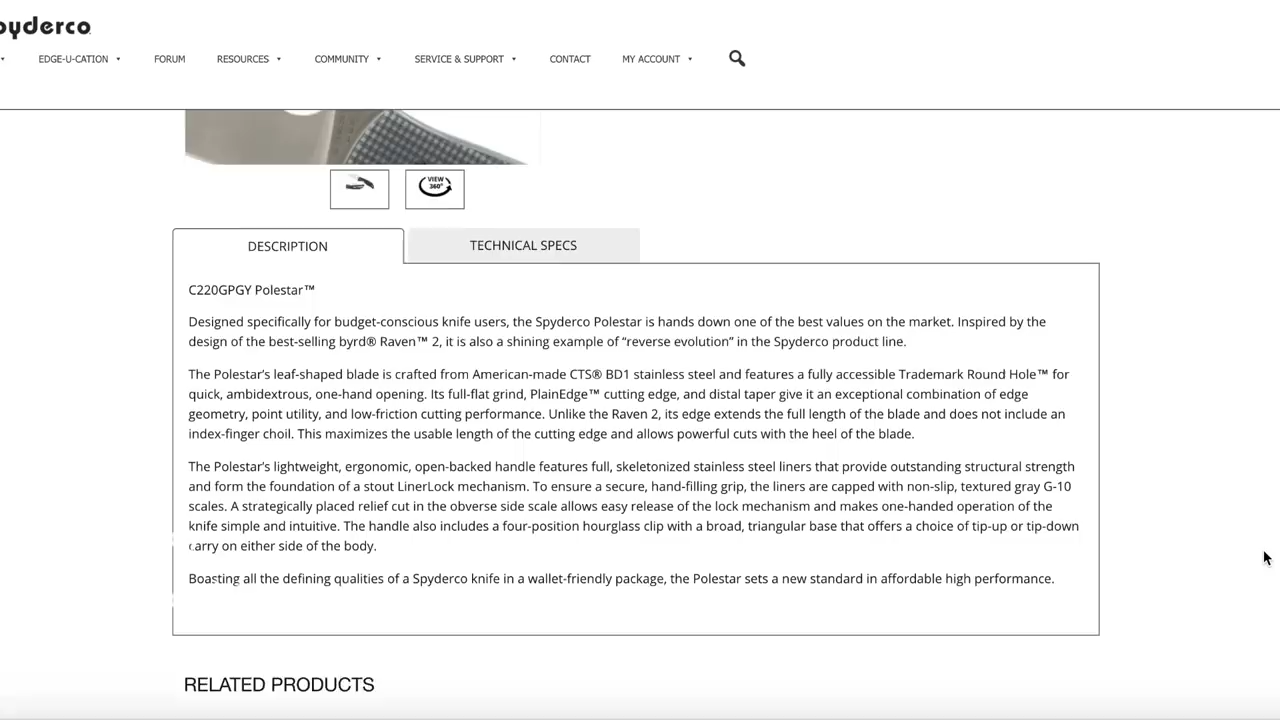 spyderco
EDGE-U-CATION
FORUM
RESOURCES
COMMUNITY
SERVICE & SUPPORT
CONTACT
MY ACCOUNT
VIEW
360°
DESCRIPTION
TECHNICAL SPECS
C220GPGY Polestar™
Designed specifically for budget-conscious knife users, the Spyderco Polestar is hands down one of the best values on the market. Inspired by the
design of the best-selling byrd® Raven™ 2, it is also a shining example of “reverse evolution” in the Spyderco product line.
The Polestar’s leaf-shaped blade is crafted from American-made CTS® BD1 stainless steel and features a fully accessible Trademark Round Hole™ for
quick, ambidextrous, one-hand opening. Its full-flat grind, PlainEdge™ cutting edge, and distal taper give it an exceptional combination of edge
geometry, point utility, and low-friction cutting performance. Unlike the Raven 2, its edge extends the full length of the blade and does not include an
index-finger choil. This maximizes the usable length of the cutting edge and allows powerful cuts with the heel of the blade.
The Polestar’s lightweight, ergonomic, open-backed handle features full, skeletonized stainless steel liners that provide outstanding structural strength
and form the foundation of a stout LinerLock mechanism. To ensure a secure, hand-filling grip, the liners are capped with non-slip, textured gray G-10
scales. A strategically placed relief cut in the obverse side scale allows easy release of the lock mechanism and makes one-handed operation of the
knife simple and intuitive. The handle also includes a four-position hourglass clip with a broad, triangular base that offers a choice of tip-up or tip-down
carry on either side of the body.
Boasting all the defining qualities of a Spyderco knife in a wallet-friendly package, the Polestar sets a new standard in affordable high performance.
RELATED PRODUCTS